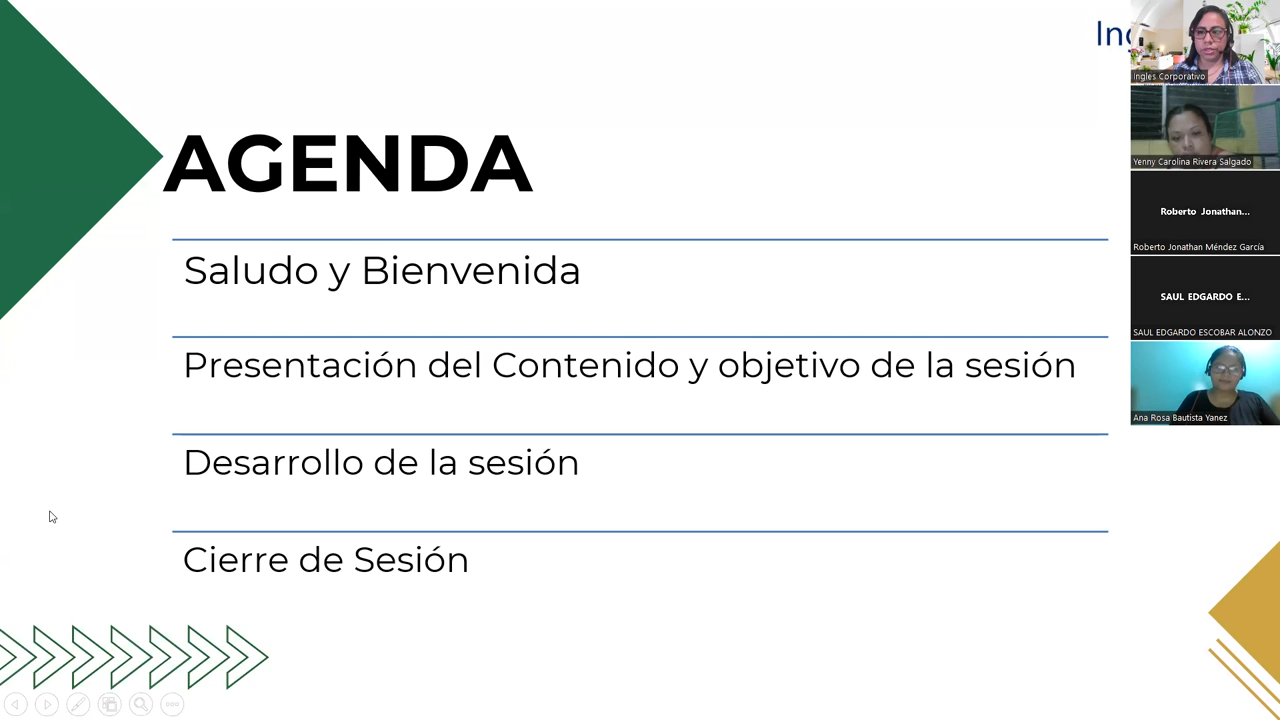 AGENDA
Saludo y Bienvenida
Presentación del Contenido y objetivo de la sesión
Desarrollo de la sesión
Cierre de Sesión
Ingles Corporativo
Yenny Carolina Rivera Salgado
Roberto Jonathan...
Roberto Jonathan Méndez García
SAUL EDGARDO E...
SAUL EDGARDO ESCOBAR ALONZO
Ana Rosa Bautista Yanez